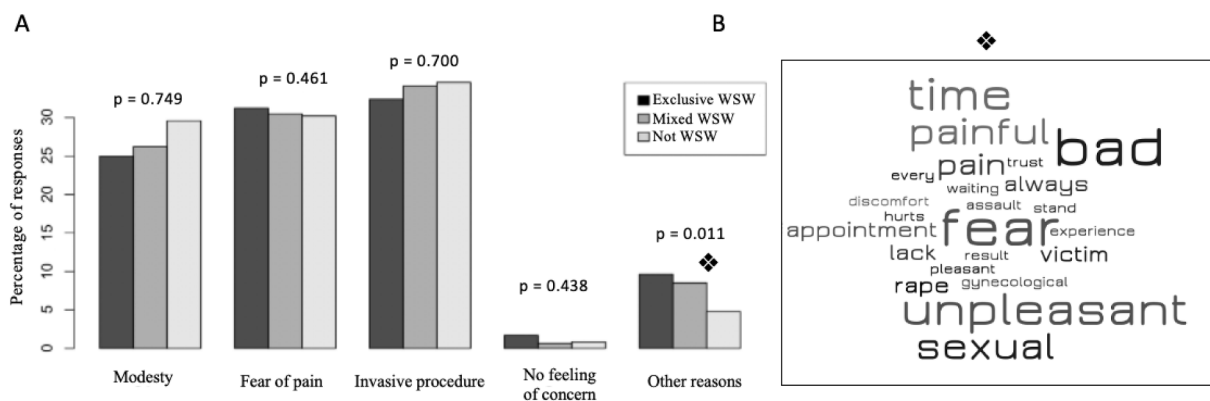 A
B
❖
p = 0.749
p = 0.461
p = 0.700
p = 0.438
p = 0.011
❖
Exclusive WSW
Mixed WSW
Not WSW
Percentage of responses
30
25
20
15
10
5
0
Modesty
Fear of pain
Invasive procedure
No feeling
of concern
Other reasons
time
painful
bad
pain
trust
every
waiting
always
discomfort
assault
stand
hurts
appointment
fear
experience
lack
result
victim
pleasant
rape
gynecological
unpleasant
sexual